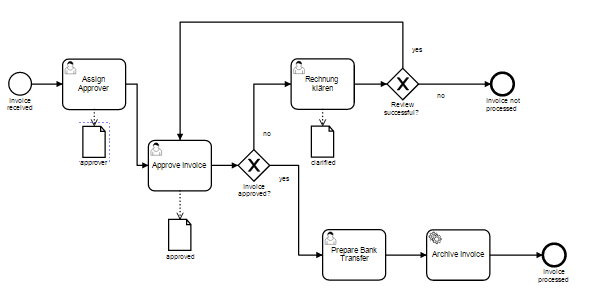 yes
Assign
Approver
Rechnung
klären
Invoice
received
no
Review
successful?
Invoice not
processed
no
approver
clarified
Approve Invoice
yes
Invoice
approved?
approved
Prepare Bank
Transfer
Archive Invoice
Invoice
processed